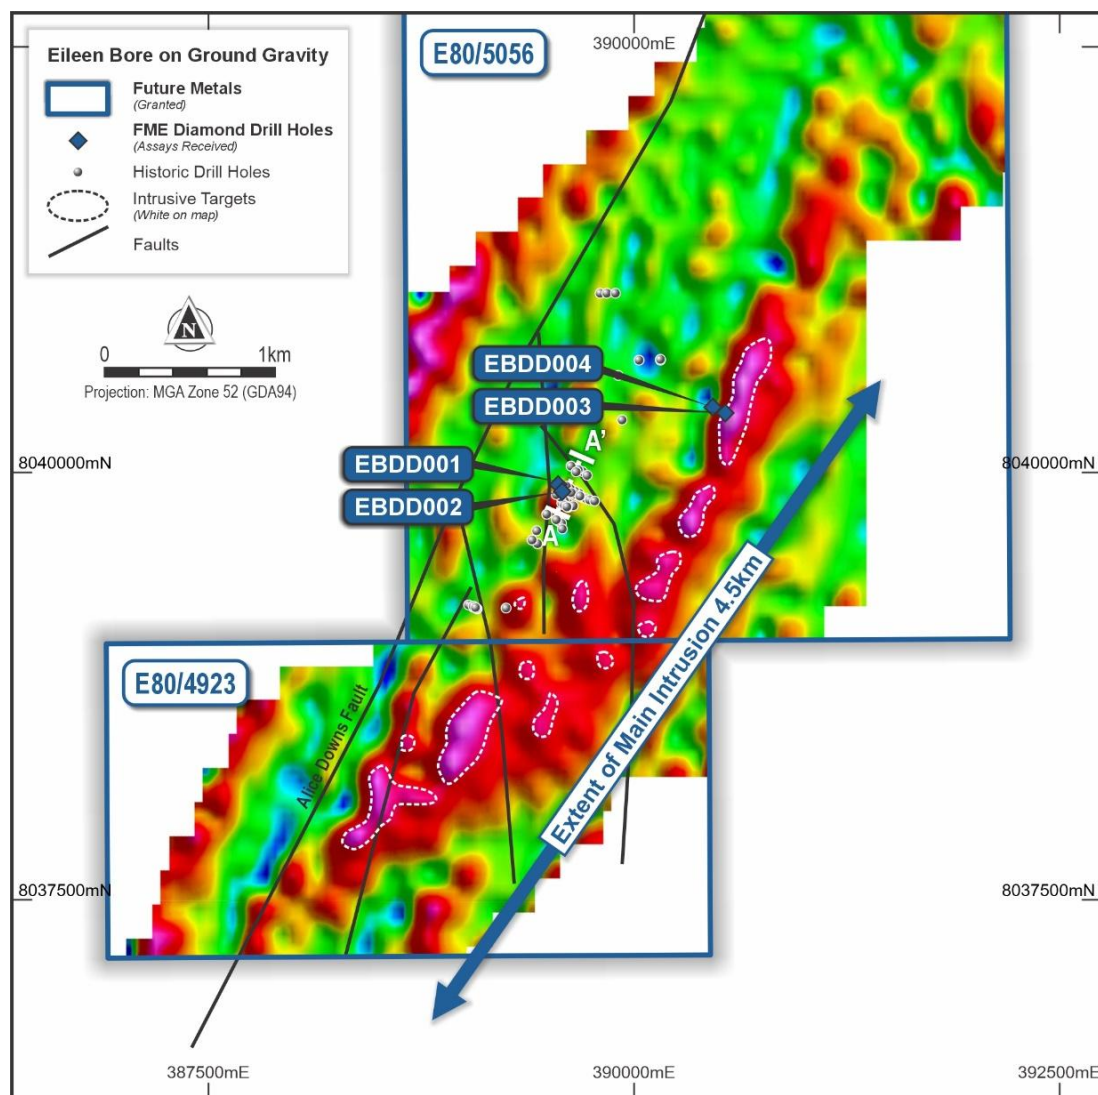 Eileen Bore on Ground Gravity
Future Metals
(Granted)
FME Diamond Drill Holes
(Assays Received)
Historic Drill Holes
Intrusive Targets
(White on map)
Faults
N
0 1km
Projection: MGA Zone 52 (GDA94)
E80/5056
390000mE
EBDD004
EBDD003
A'
EBDD001
EBDD002
A
8040000mN
8040000mN
E80/4923
Alice Downs Fault
Extent of Main Intrusion 4.5km
8037500mN
8037500mN
387500mE
390000mE
392500mE